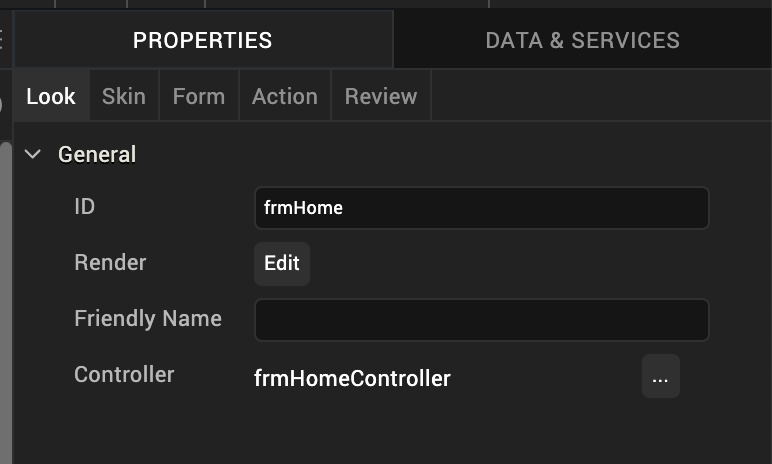 PROPERTIES DATA & SERVICES
Look Skin Form Action Review
General
ID frmHome
Render Edit
Friendly Name
Controller frmHomeController ...